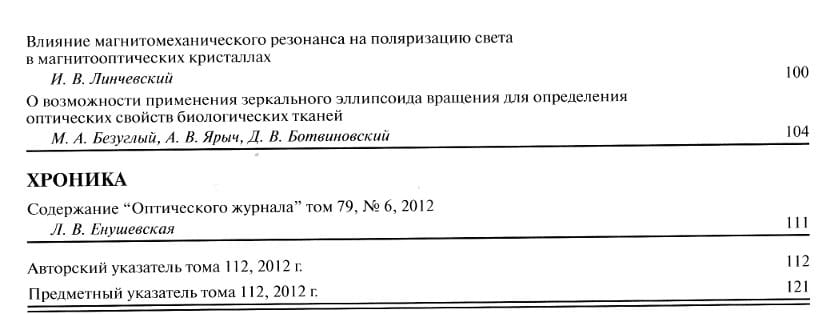 Влияние магнитомеханического резонанса на поляризацию света
в магнитооптических кристаллах
И. В. Линчевский 100
О возможности применения зеркального эллипсоида вращения для определения
оптических свойств биологических тканей
М. А. Безуглый, А. В. Ярыч, Д. В. Ботвиновский 104
ХРОНИКА
Содержание “Оптического журнала” том 79, № 6, 2012
Л. В. Енушевская 111
Авторский указатель тома 112, 2012 г. 112
Предметный указатель тома 112, 2012 г. 121